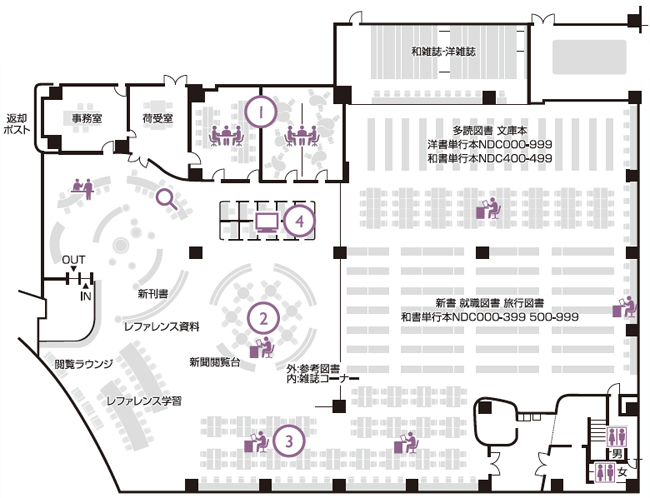 和雑誌・洋雑誌
返却
ポスト
事務室
荷受室
1
多読図書 文庫本
洋書単行本NDC000-999
和書単行本NDC400-499
4
OUT
IN
新刊書
レファレンス資料
2
新書 就職図書 旅行図書
和書単行本NDC000-399 500-999
閲覧ラウンジ
新聞閲覧台
外:参考図書
内:雑誌コーナー
レファレンス学習
3
男
女